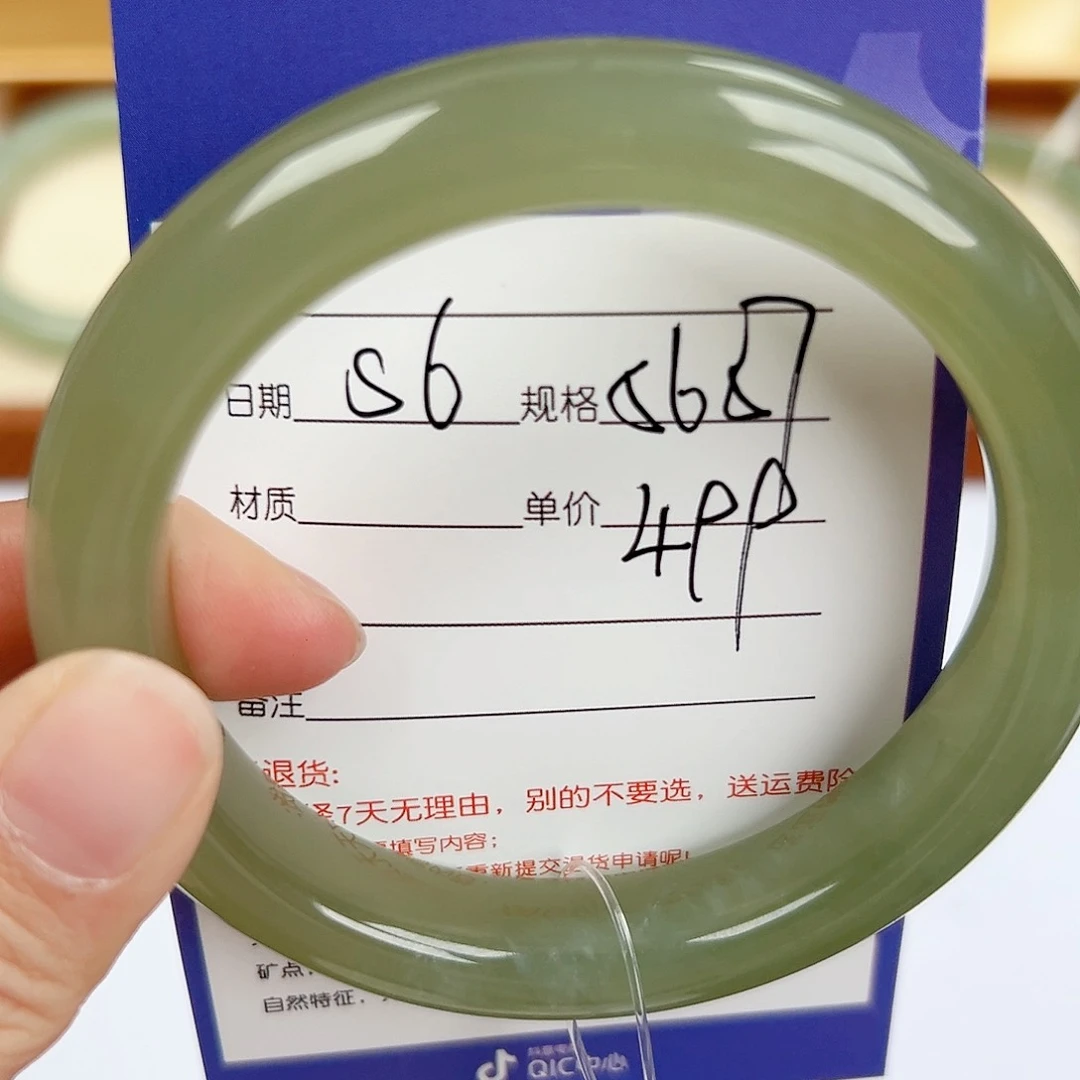 日期 56 规格
材质 单价 499
备注
退货:
7天无理由，别的不要选，送运费险
填写内容；
重新提交退货申请呢!
矿点
自然特征，
QIC中心